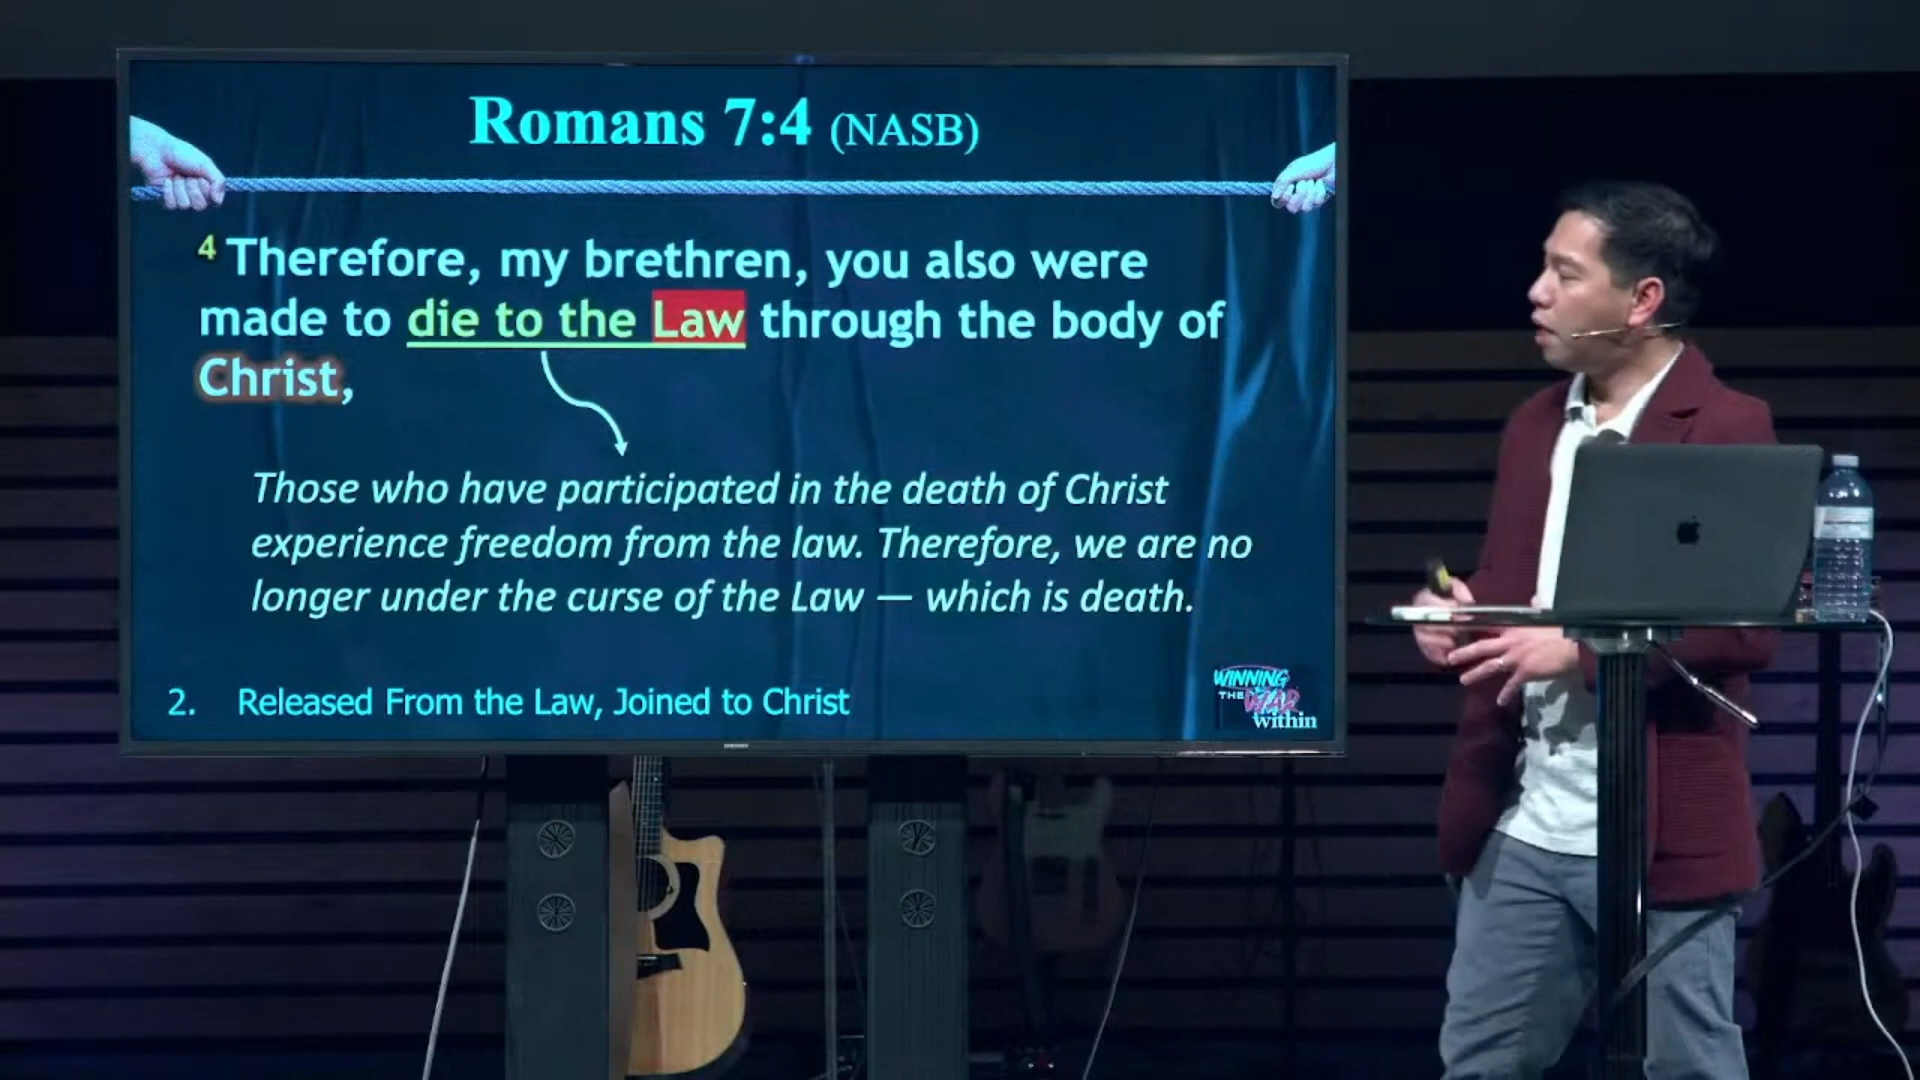 Romans 7:4 (NASB)
4 Therefore, my brethren, you also were
made to die to the Law through the body of
Christ,
Those who have participated in the death of Christ
experience freedom from the law. Therefore, we are no
longer under the curse of the Law — which is death.
2. Released From the Law, Joined to Christ
WINNING
THE WAR
within
SAMSUNG